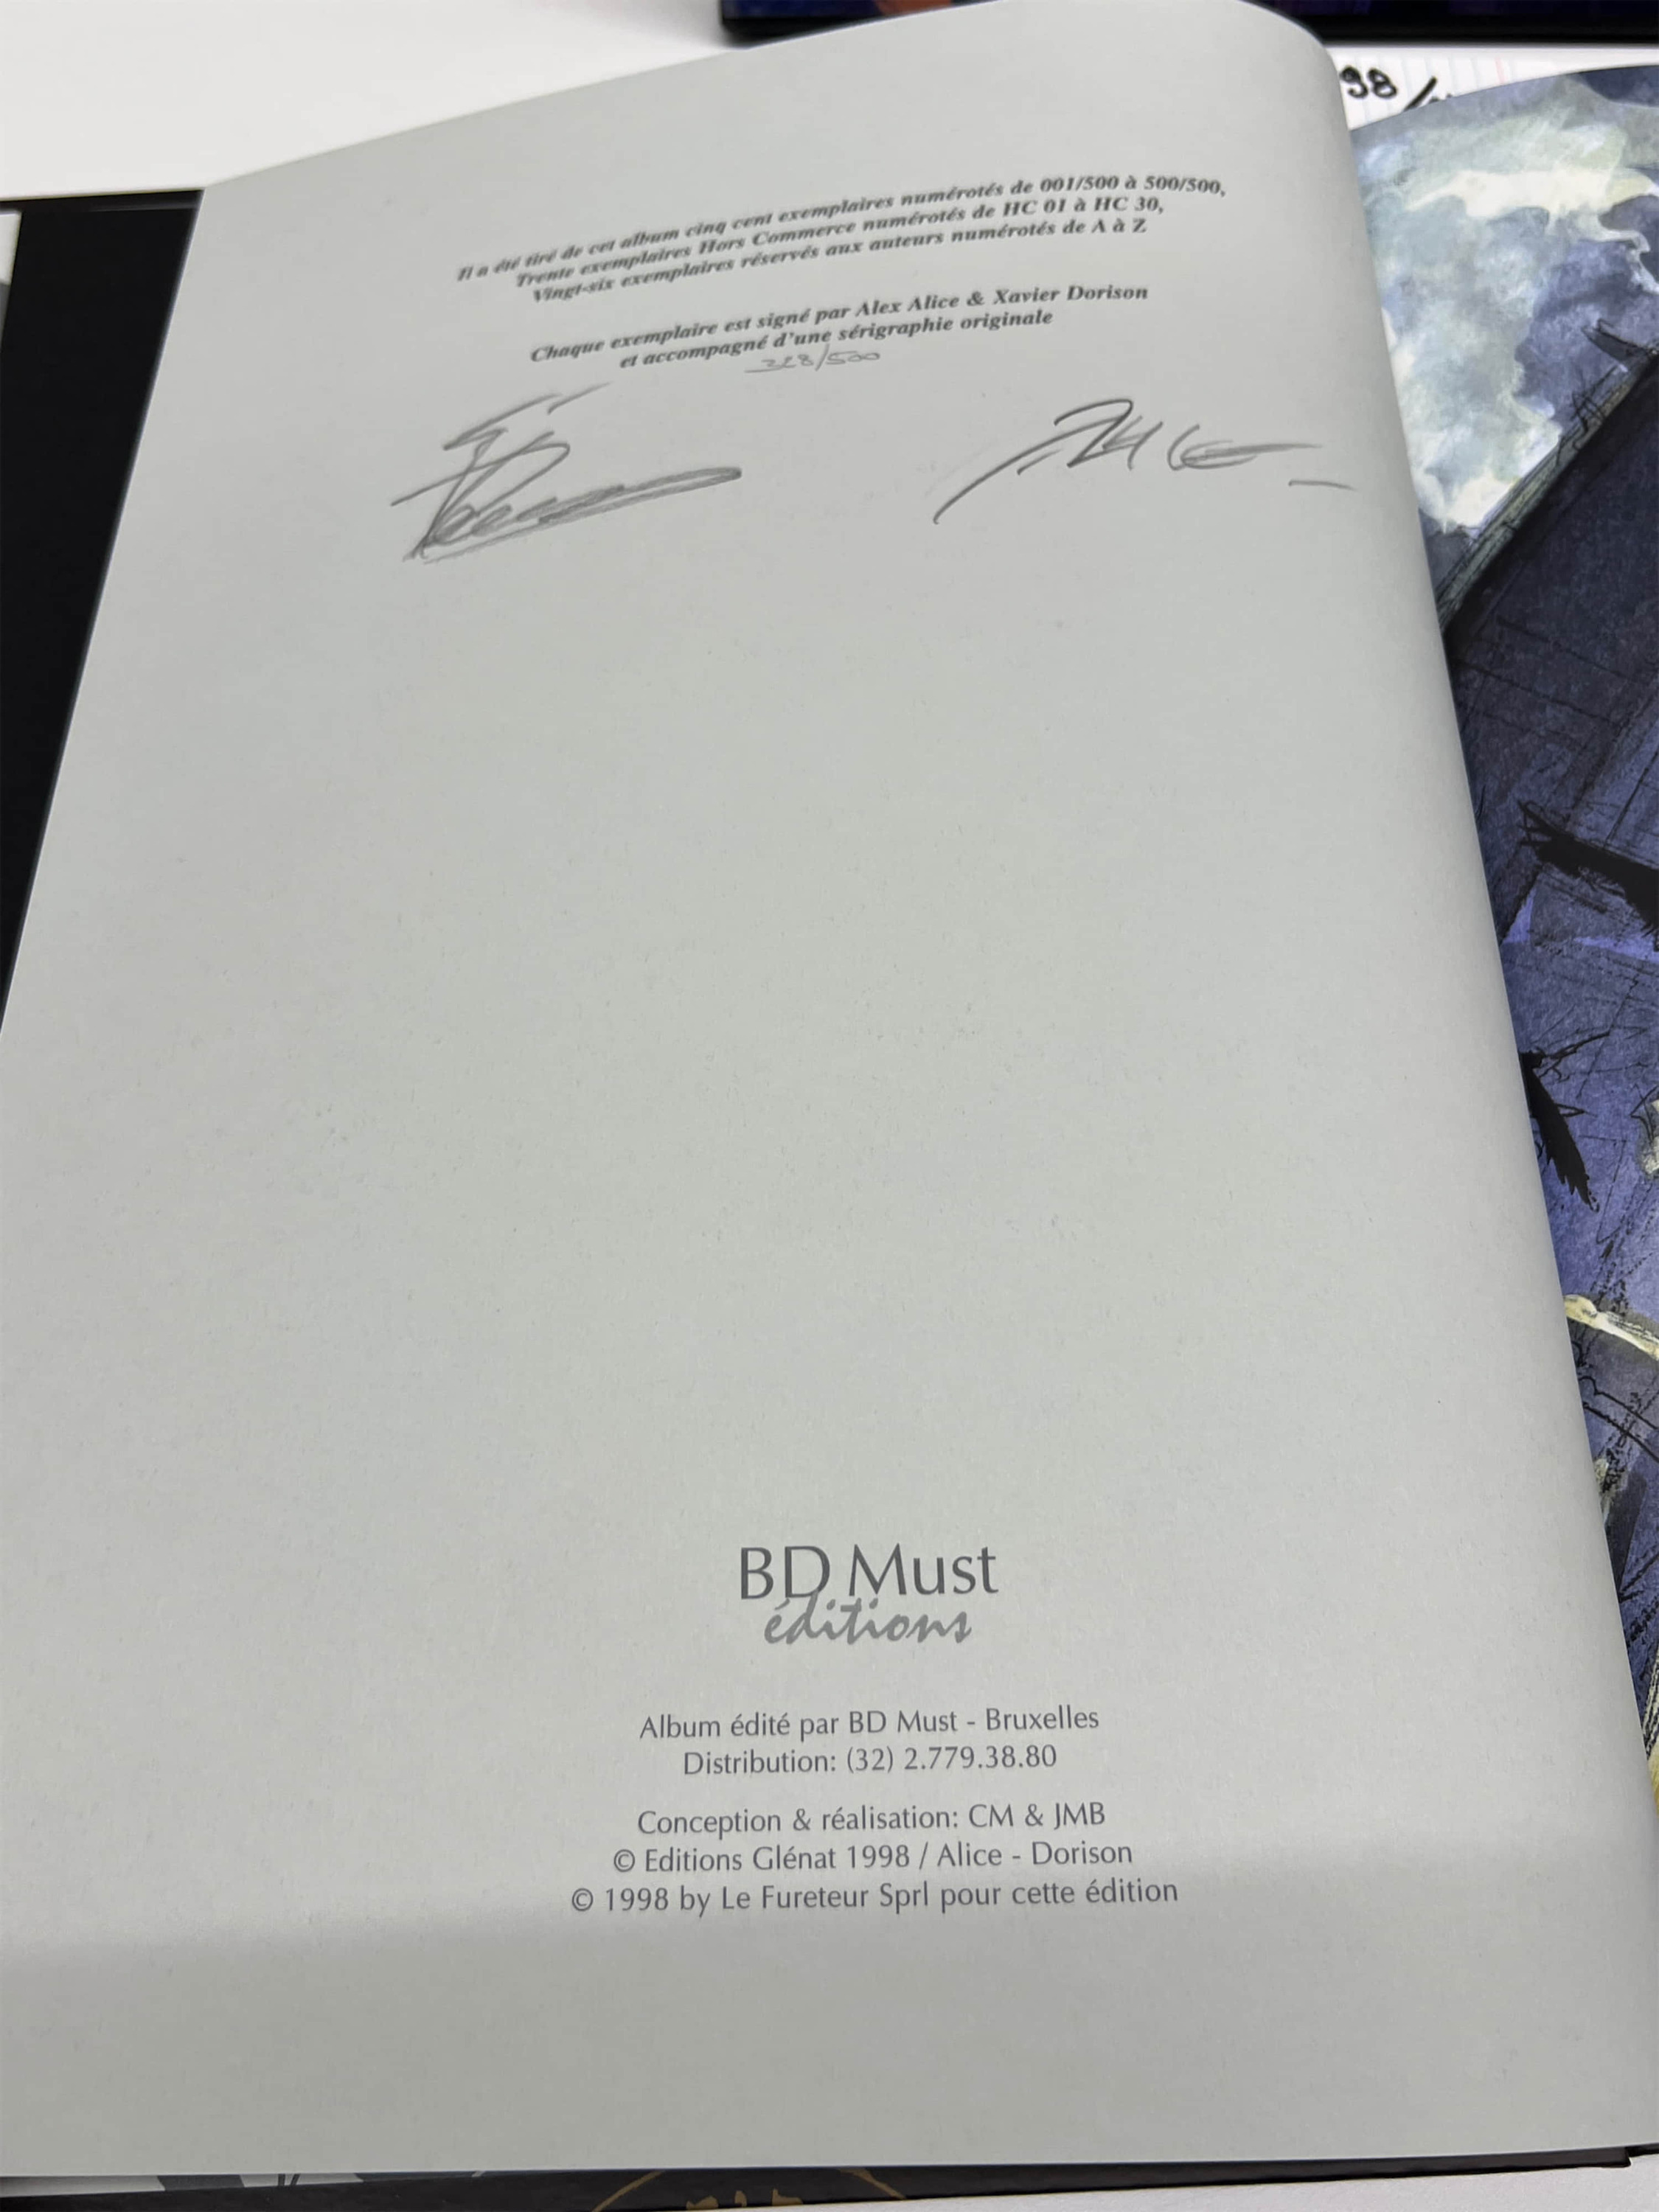 98
Il a été tiré de cet album cinq cent exemplaires numérotés de 001/500 à 500/500,
Trente exemplaires Hors Commerce numérotés de HC 01 à HC 30,
Vingt-six exemplaires réservés aux auteurs numérotés de A à Z
Chaque exemplaire est signé par Alex Alice & Xavier Dorison
et accompagné d'une sérigraphie originale
328/500
BD Must
éditions
Album édité par BD Must - Bruxelles
Distribution: (32) 2.779.38.80
Conception & réalisation: CM & JMB
© Editions Glénat 1998 / Alice - Dorison
© 1998 by Le Fureteur Sprl pour cette édition